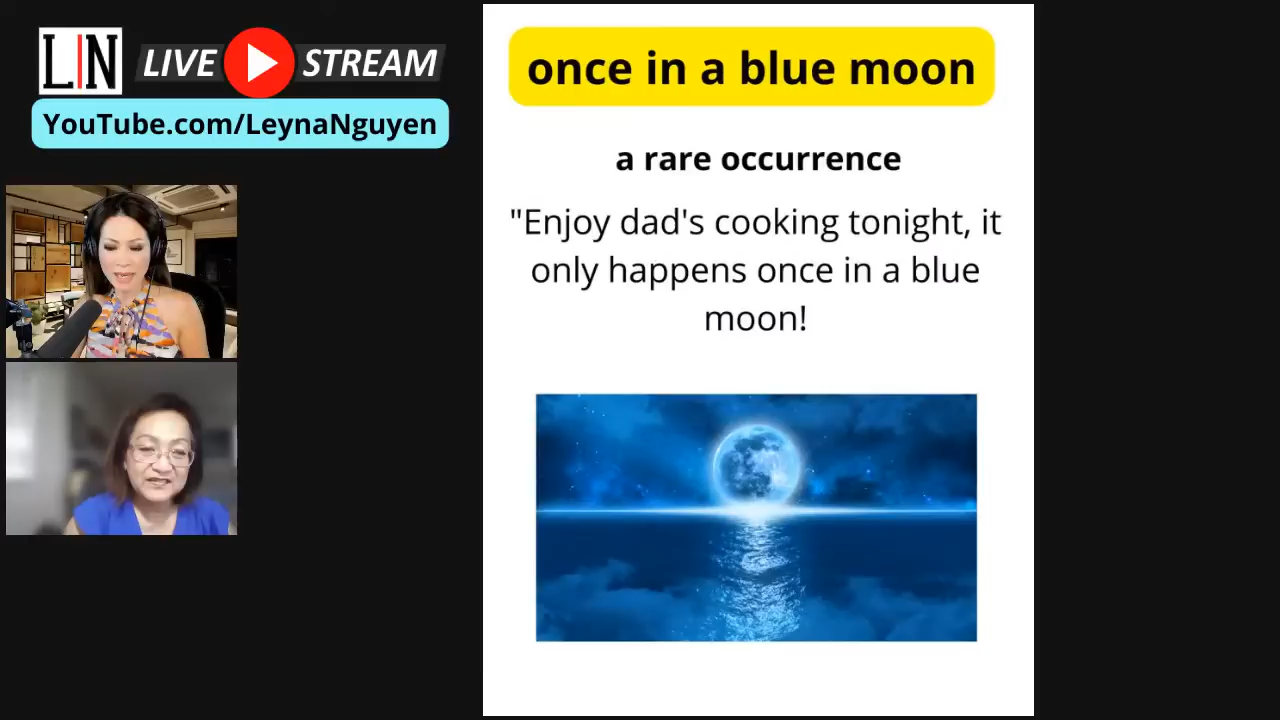 LIN LIVE STREAM
YouTube.com/LeynaNguyen
once in a blue moon
a rare occurrence
"Enjoy dad's cooking tonight, it
only happens once in a blue
moon!